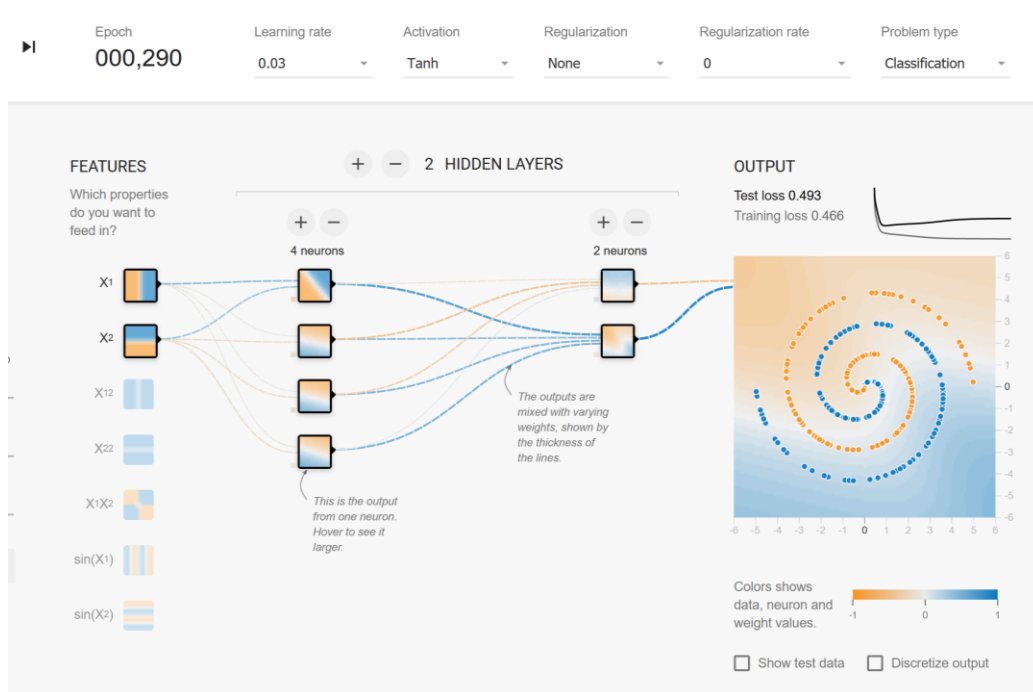 Epoch
000,290
Learning rate
0.03
Activation
Tanh
Regularization
None
Regularization rate
0
Problem type
Classification
FEATURES
Which properties
do you want to
feed in?
+ − 2 HIDDEN LAYERS
+ −
4 neurons
+ −
2 neurons
X1
X2
X12
X22
X1X2
sin(X1)
sin(X2)
The outputs are
mixed with varying
weights, shown by
the thickness of
the lines.
This is the output
from one neuron.
Hover to see it
larger.
OUTPUT
Test loss 0.493
Training loss 0.466
6
5
4
3
2
1
0
-1
-2
-3
-4
-5
-6
-6 -5 -4 -3 -2 -1 0 1 2 3 4 5 6
Colors shows
data, neuron and
weight values.
-1 0 1
Show test data
Discretize output